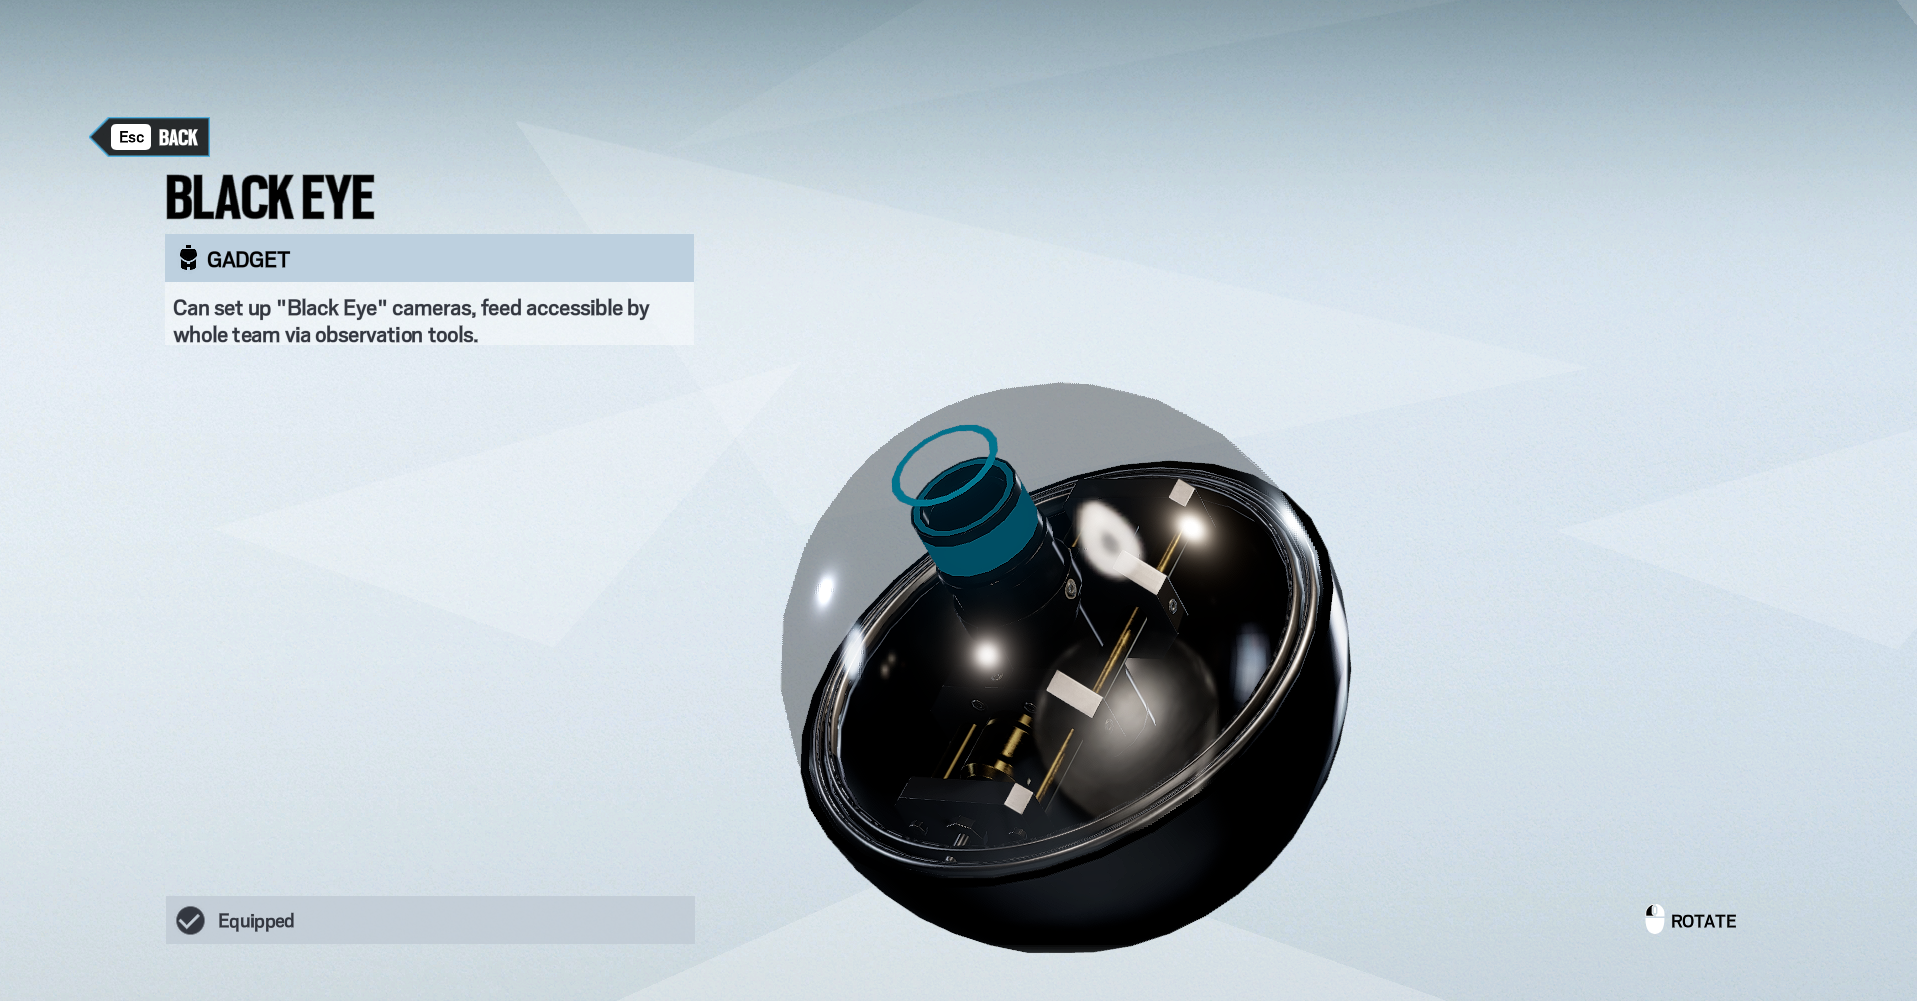 Esc BACK
BLACK EYE
GADGET
Can set up "Black Eye" cameras, feed accessible by
whole team via observation tools.
Equipped
ROTATE